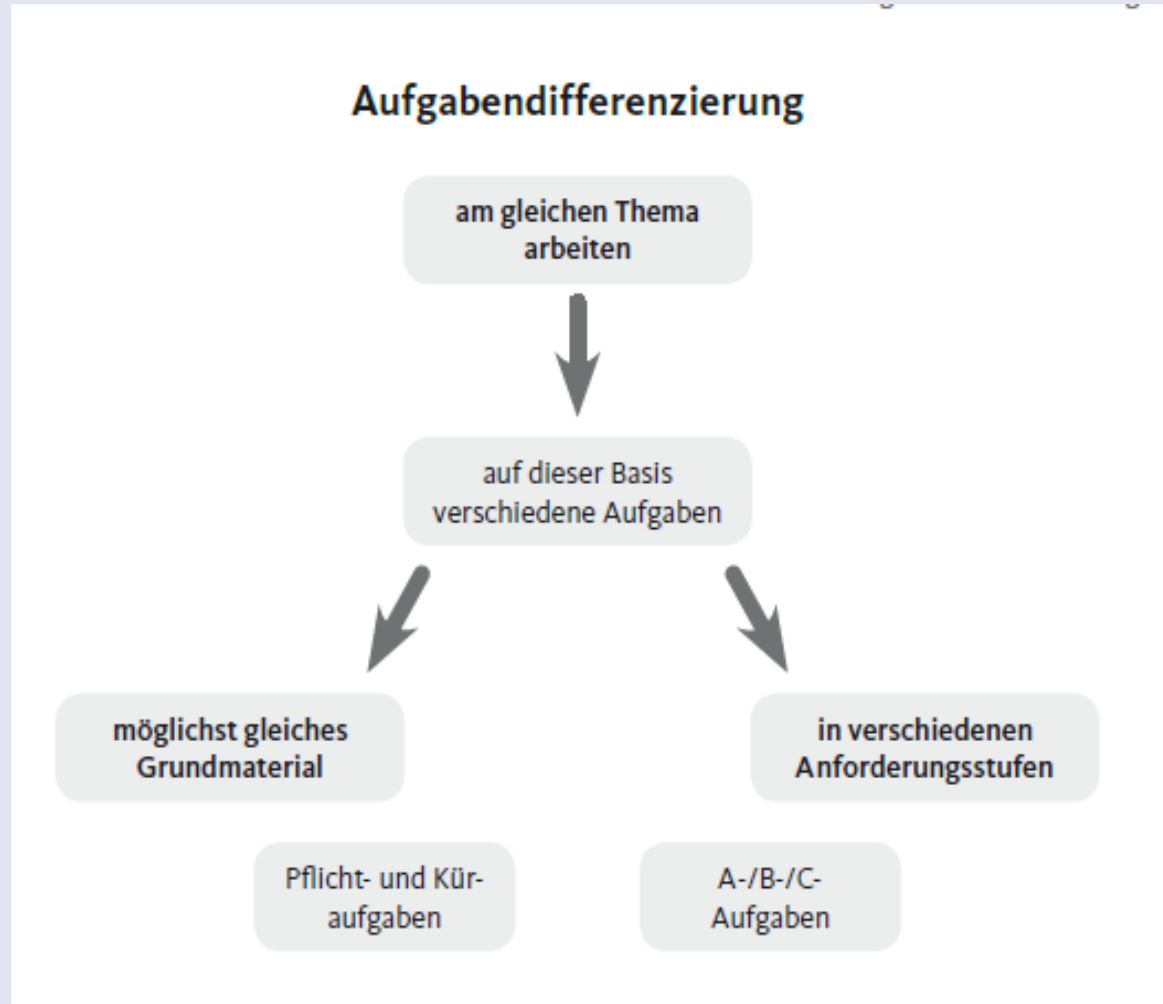 Aufgabendifferenzierung
am gleichen Thema
arbeiten
auf dieser Basis
verschiedene Aufgaben
möglichst gleiches
Grundmaterial
in verschiedenen
Anforderungsstufen
Pflicht- und Kür-
aufgaben
A-/B-/C-
Aufgaben